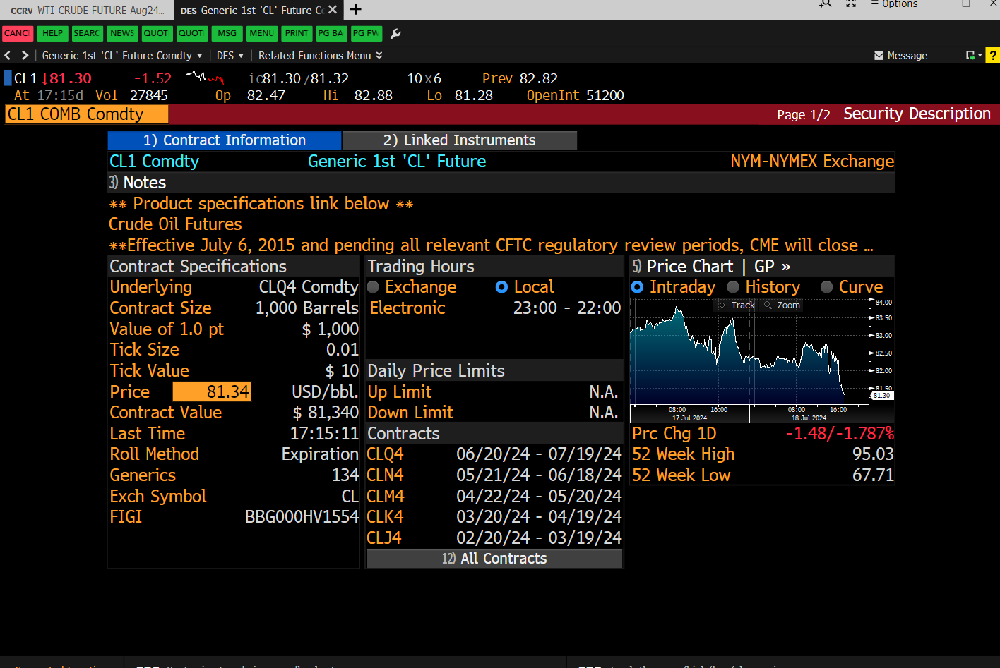 CCRV WTI CRUDE FUTURE Aug24... DES Generic 1st 'CL' Future Co × + Options
CANCL HELP SEARC NEWS QUOT QUOT MSG MENU PRINT PG BA PG FW
< > Generic 1st 'CL' Future Comdty ▾ DES ▾ Related Functions Menu Message ?
CL1 ↓81.30 -1.52 ic81.30/81.32 10x6 Prev 82.82
At 17:15d Vol 27845 Op 82.47 Hi 82.88 Lo 81.28 OpenInt 51200
CL1 COMB Comdty Page 1/2 Security Description
1) Contract Information 2) Linked Instruments
CL1 Comdty Generic 1st 'CL' Future NYM-NYMEX Exchange
3) Notes
** Product specifications link below **
Crude Oil Futures
**Effective July 6, 2015 and pending all relevant CFTC regulatory review periods, CME will close ...
Contract Specifications
Underlying CLQ4 Comdty
Contract Size 1,000 Barrels
Value of 1.0 pt $ 1,000
Tick Size 0.01
Tick Value $ 10
Price 81.34 USD/bbl.
Contract Value $ 81,340
Last Time 17:15:11
Roll Method Expiration
Generics 134
Exch Symbol CL
FIGI BBG000HV1554
Trading Hours
Exchange Local
Electronic 23:00 - 22:00
Daily Price Limits
Up Limit N.A.
Down Limit N.A.
Contracts
CLQ4 06/20/24 - 07/19/24
CLN4 05/21/24 - 06/18/24
CLM4 04/22/24 - 05/20/24
CLK4 03/20/24 - 04/19/24
CLJ4 02/20/24 - 03/19/24
12) All Contracts
5) Price Chart | GP »
Intraday History Curve
Track Zoom
84.00
83.50
83.00
82.50
82.00
81.50
81.30
08:00 16:00 08:00 16:00
17 Jul 2024 18 Jul 2024
Prc Chg 1D -1.48/-1.787%
52 Week High 95.03
52 Week Low 67.71